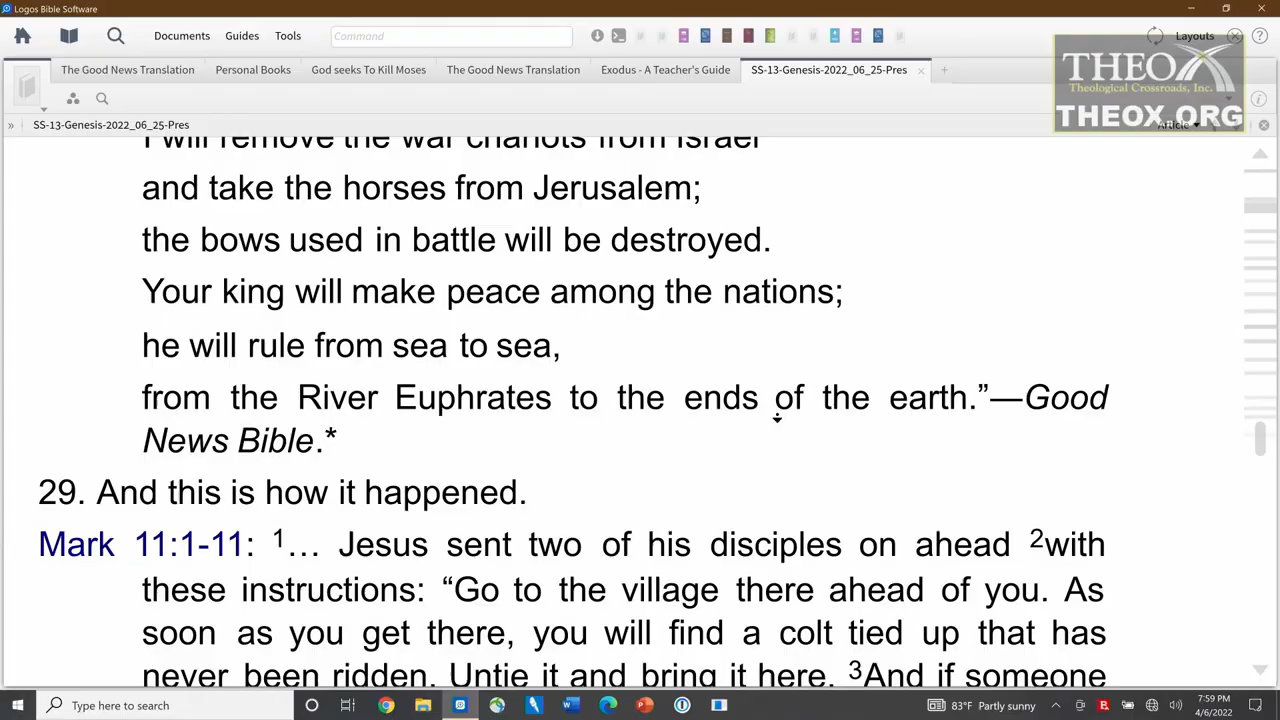 Logos Bible Software
Documents Guides Tools Command Layouts
The Good News Translation Personal Books God seeks To Kill Moses The Good News Translation Exodus - A Teacher's Guide SS-13-Genesis-2022_06_25-Pres
THEOX
Theological Crossroads, Inc.
THEOX.ORG
SS-13-Genesis-2022_06_25-Pres Article
I will remove the war chariots from Israel
and take the horses from Jerusalem;
the bows used in battle will be destroyed.
Your king will make peace among the nations;
he will rule from sea to sea,
from the River Euphrates to the ends of the earth.”—Good
News Bible.*
29. And this is how it happened.
Mark 11:1-11: 1… Jesus sent two of his disciples on ahead 2with
these instructions: “Go to the village there ahead of you. As
soon as you get there, you will find a colt tied up that has
never been ridden. Untie it and bring it here. 3And if someone
Type here to search
83°F Partly sunny
7:59 PM
4/6/2022